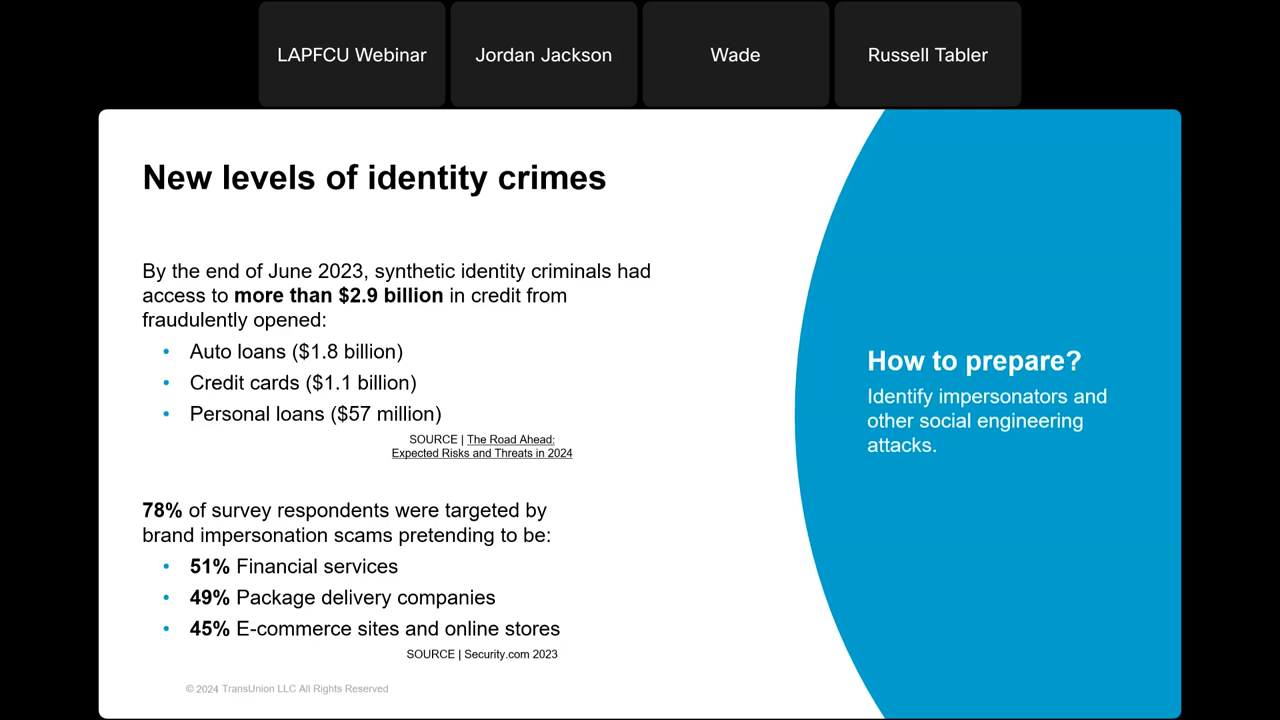 LAPFCU Webinar
Jordan Jackson
Wade
Russell Tabler
New levels of identity crimes
By the end of June 2023, synthetic identity criminals had
access to more than $2.9 billion in credit from
fraudulently opened:
• Auto loans ($1.8 billion)
• Credit cards ($1.1 billion)
• Personal loans ($57 million)
SOURCE | The Road Ahead:
Expected Risks and Threats in 2024
78% of survey respondents were targeted by
brand impersonation scams pretending to be:
• 51% Financial services
• 49% Package delivery companies
• 45% E-commerce sites and online stores
SOURCE | Security.com 2023
© 2024 TransUnion LLC All Rights Reserved
How to prepare?
Identify impersonators and
other social engineering
attacks.